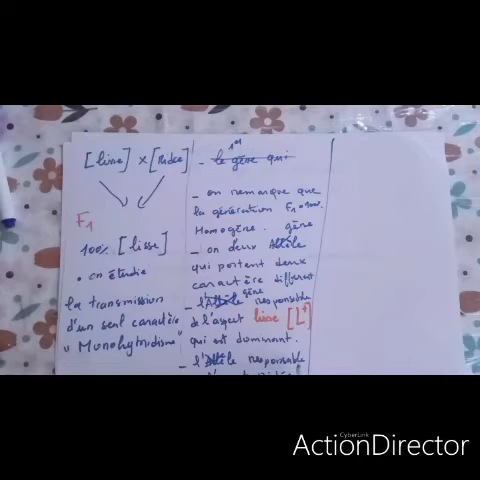 [lisse] x [Ridée]
F1
100% [lisse]
• on étudie
la transmission
d'un seul caractère
"Monohybridisme"
1er
- le gène qui
- on remarque que
la génération F1 100%
Homogène. gène
- on deux Allèle
qui portent deux
caractère différent
gène
- l'Allèle responsable
de l'aspect lisse [L+]
qui est dominant.
- l'Allèle responsable
CyberLink
ActionDirector